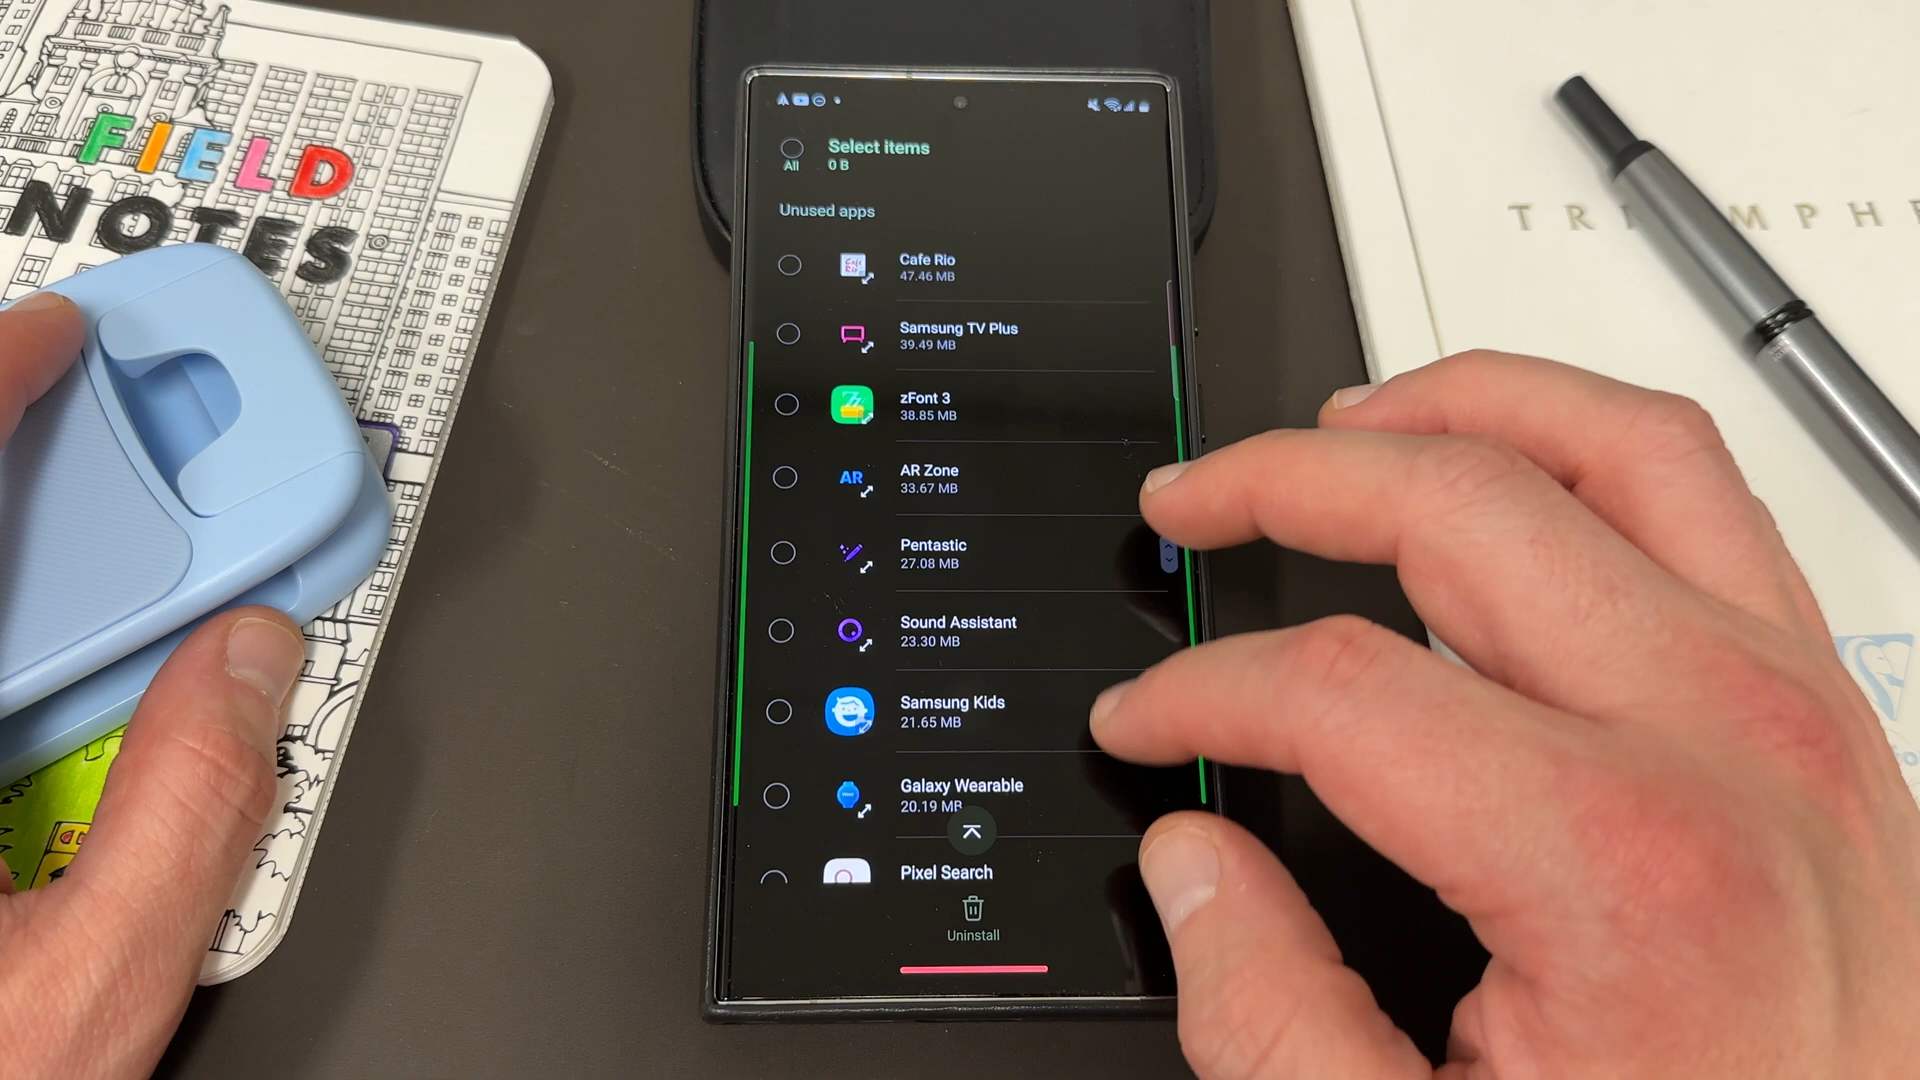 FIELD
NOTES
Select items
All
0 B
Unused apps
Cafe Rio
47.46 MB
Samsung TV Plus
39.49 MB
zFont 3
38.85 MB
AR
AR Zone
33.67 MB
Pentastic
27.08 MB
Sound Assistant
23.30 MB
Samsung Kids
21.65 MB
Galaxy Wearable
20.19 MB
Pixel Search
Uninstall